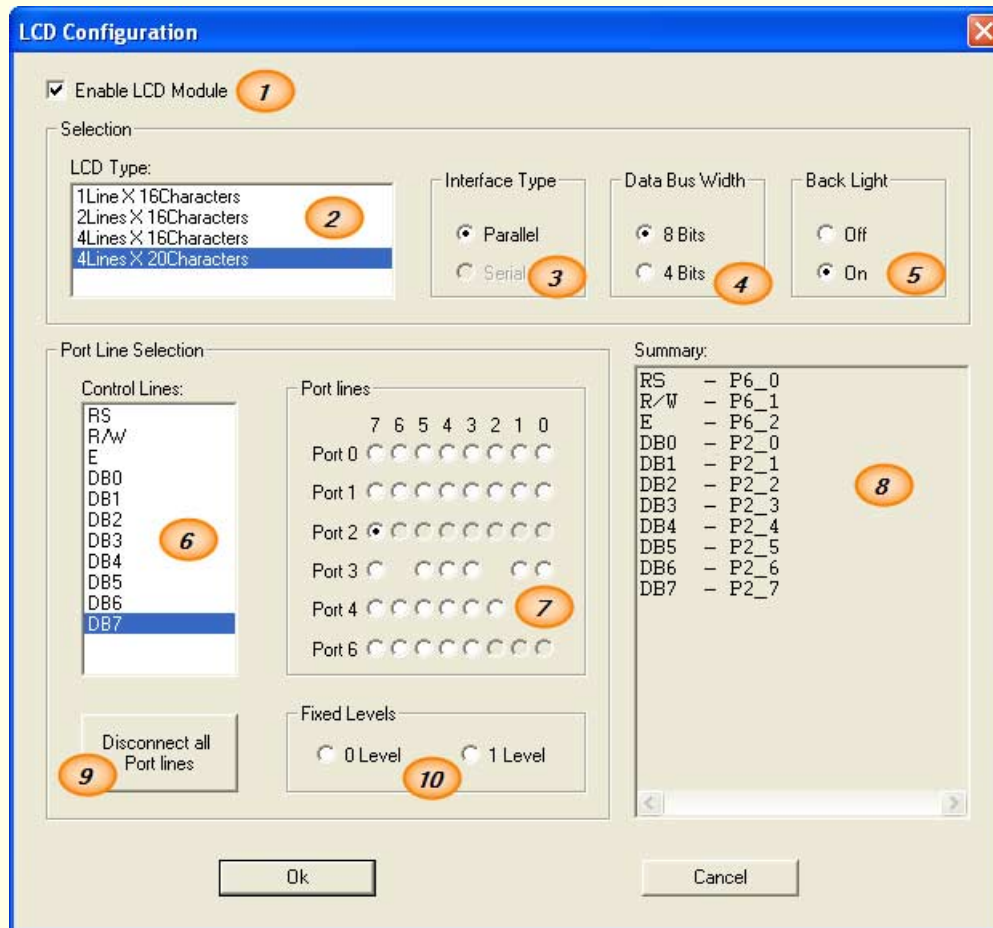 LCD Configuration
Enable LCD Module
1
Selection
LCD Type:
1Line X 16Characters
2Lines X 16Characters
4Lines X 16Characters
4Lines X 20Characters
2
Interface Type
Parallel
Serial
3
Data Bus Width
8 Bits
4 Bits
4
Back Light
Off
On
5
Port Line Selection
Control Lines:
RS
R/W
E
DB0
DB1
DB2
DB3
DB4
DB5
DB6
DB7
6
Port lines
7 6 5 4 3 2 1 0
Port 0
Port 1
Port 2
Port 3
Port 4
Port 6
7
Summary:
RS – P6_0
R/W – P6_1
E – P6_2
DB0 – P2_0
DB1 – P2_1
DB2 – P2_2
DB3 – P2_3
DB4 – P2_4
DB5 – P2_5
DB6 – P2_6
DB7 – P2_7
8
Disconnect all
Port lines
9
Fixed Levels
0 Level
1 Level
10
Ok
Cancel